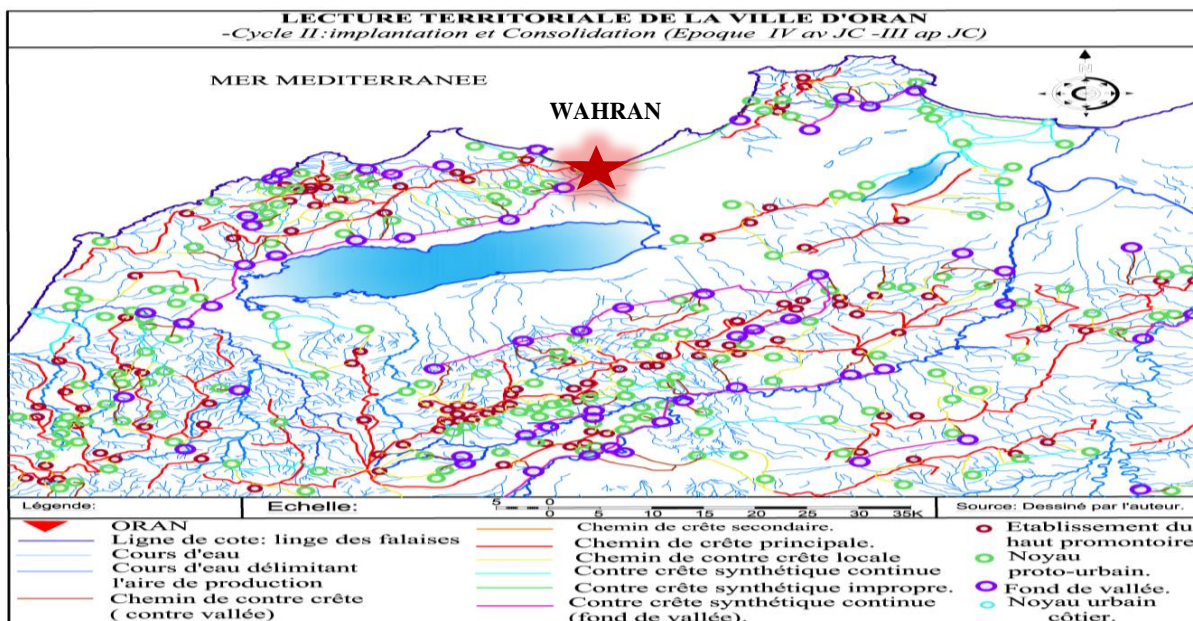 LECTURE TERRITORIALE DE LA VILLE D'ORAN
-Cycle II:implantation et Consolidation (Epoque IV av JC -III ap JC)
MER MEDITERRANEE
WAHRAN
N
Légende:
ORAN
Ligne de cote: linge des falaises
Cours d'eau
Cours d'eau délimitant
l'aire de production
Chemin de contre crête
( contre vallée)
Echelle:
5 0
0 5 10 15 20 25 30 35K
Chemin de crête secondaire.
Chemin de crête principale.
Chemin de contre crête locale
Contre crête synthétique continue
Contre crête synthétique impropre.
Contre crête synthétique continue
(fond de vallée).
Source: Dessiné par l'auteur.
Etablissement du
haut promontoire
Noyau
proto-urbain.
Fond de vallée.
Noyau urbain
côtier.